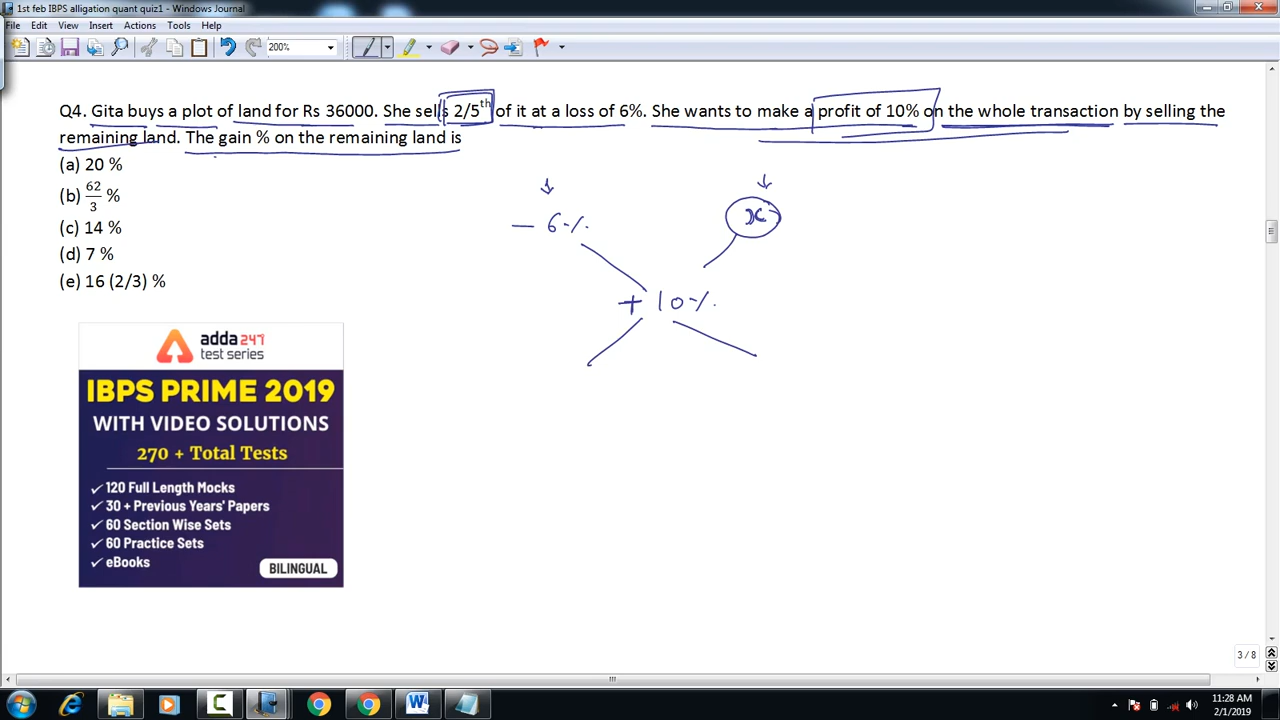 1st feb IBPS alligation quant quiz1 - Windows Journal
File Edit View Insert Actions Tools Help
200%
Q4. Gita buys a plot of land for Rs 36000. She sells 2/5th of it at a loss of 6%. She wants to make a profit of 10% on the whole transaction by selling the
remaining land. The gain % on the remaining land is
(a) 20 %
(b) 62/3 %
(c) 14 %
(d) 7 %
(e) 16 (2/3) %
- 6% x
+ 10%
adda247
test series
IBPS PRIME 2019
WITH VIDEO SOLUTIONS
270 + Total Tests
✓ 120 Full Length Mocks
✓ 30 + Previous Years' Papers
✓ 60 Section Wise Sets
✓ 60 Practice Sets
✓ eBooks
BILINGUAL
3 / 8
11:28 AM
2/1/2019